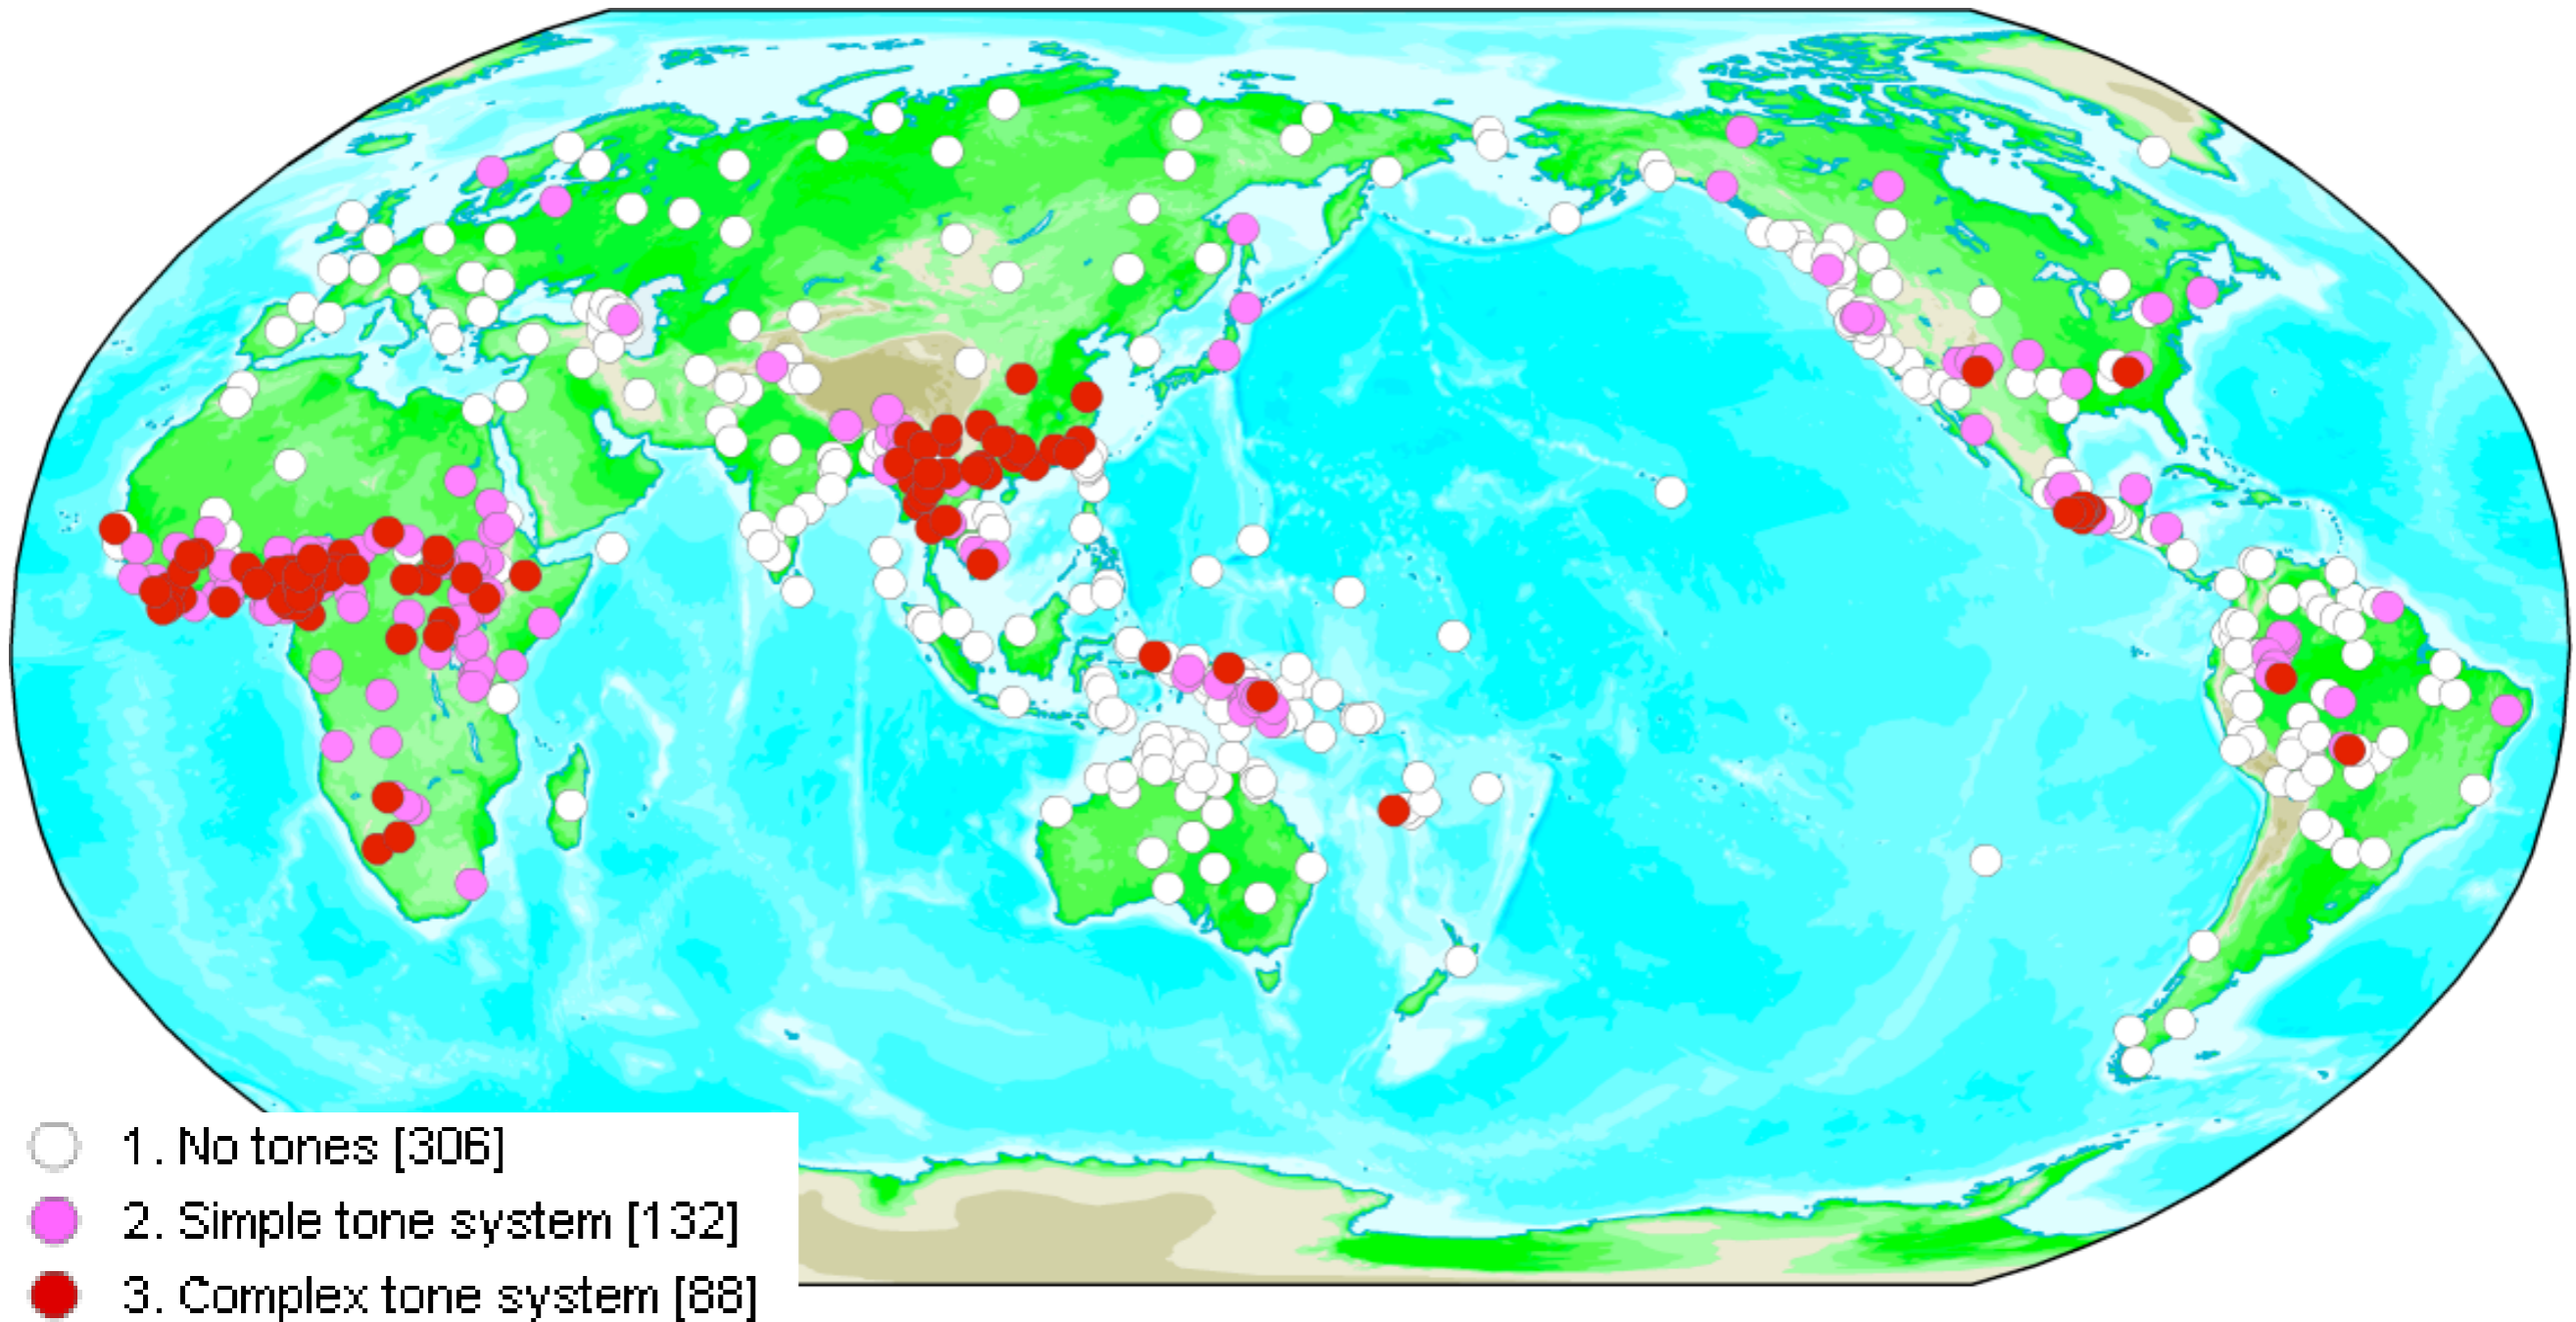 1. No tones [306]
2. Simple tone system [132]
3. Complex tone system [88]